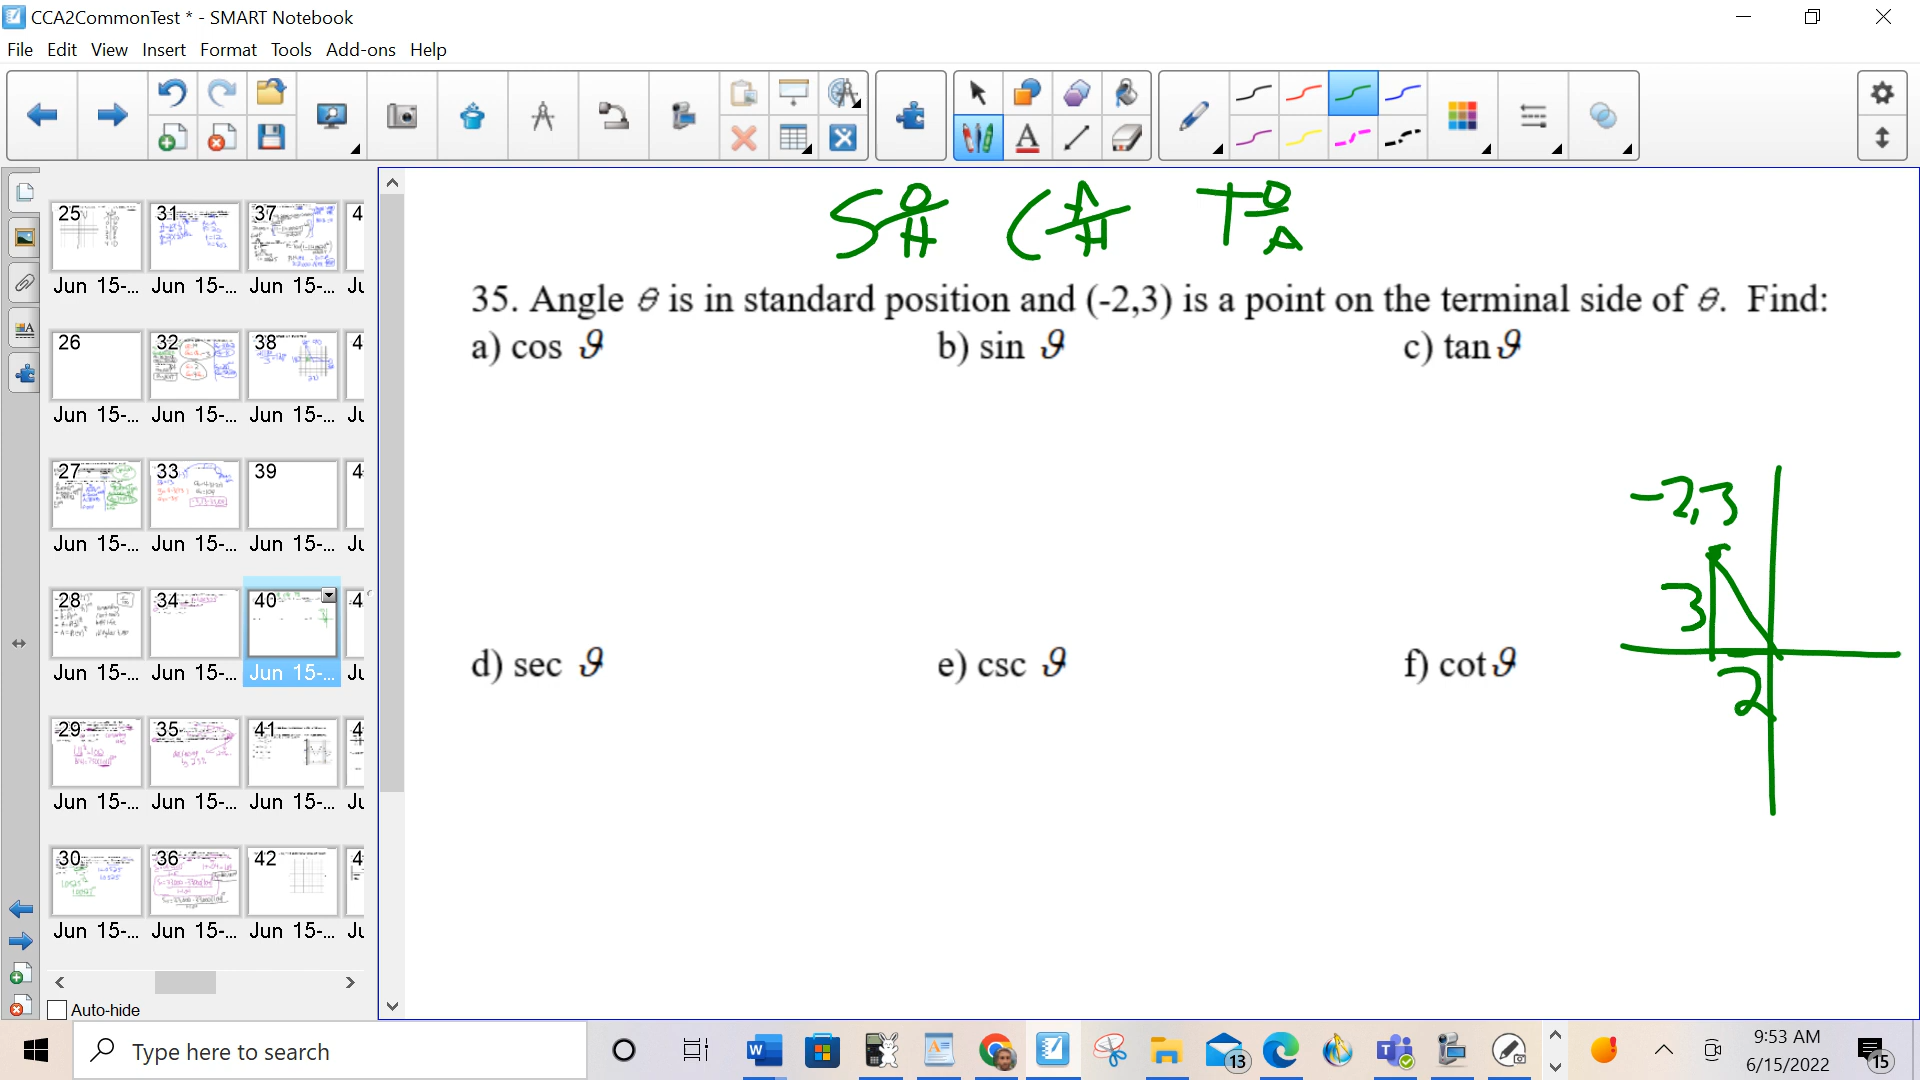 CCA2CommonTest * - SMART Notebook
File Edit View Insert Format Tools Add-ons Help
S O/H C A/H T O/A
35. Angle θ is in standard position and (-2,3) is a point on the terminal side of θ. Find:
a) cos ϑ b) sin ϑ c) tan ϑ
-2,3
3
2
d) sec ϑ e) csc ϑ f) cot ϑ
25 31 37 4
Jun 15-... Jun 15-... Jun 15-... Ju
26 32 38 4
Jun 15-... Jun 15-... Jun 15-... Ju
27 33 39 4
Jun 15-... Jun 15-... Jun 15-... Ju
28 34 40 4
Jun 15-... Jun 15-... Jun 15-... Ju
29 35 41 4
Jun 15-... Jun 15-... Jun 15-... Ju
30 36 42 4
Jun 15-... Jun 15-... Jun 15-... Ju
Auto-hide
Type here to search
13
9:53 AM
6/15/2022
15